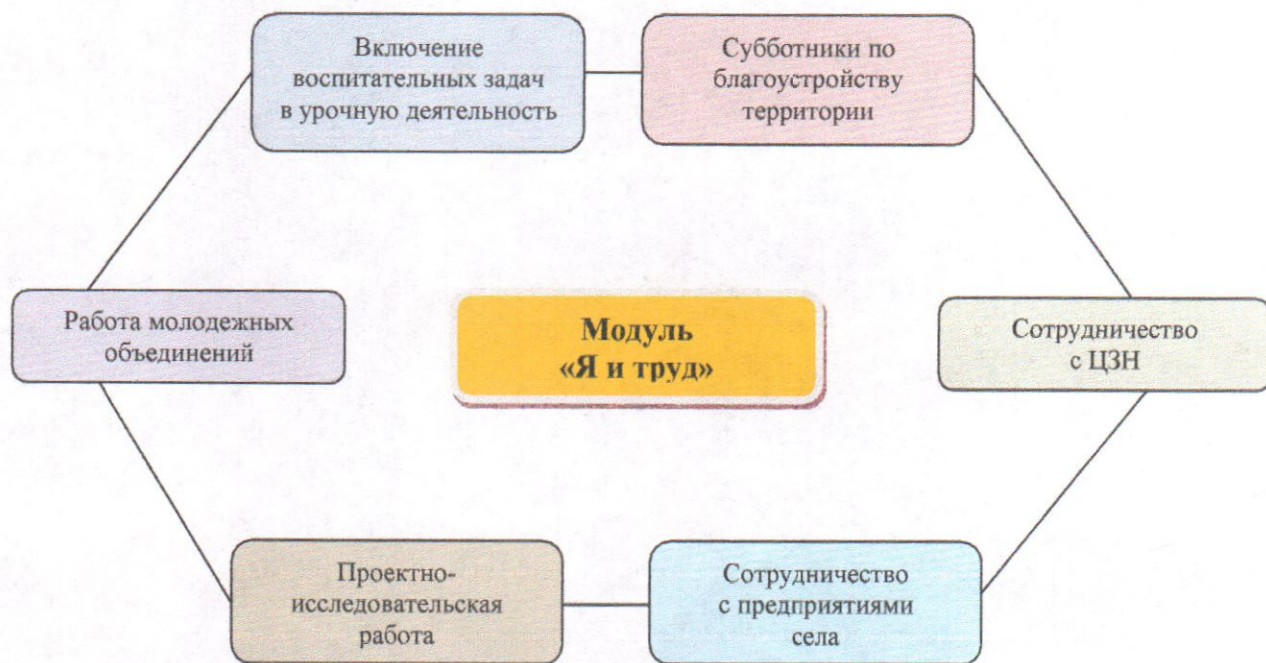 Включение
воспитательных задач
в урочную деятельность
Субботники по
благоустройству
территории
Работа молодежных
объединений
Модуль
«Я и труд»
Сотрудничество
с ЦЗН
Проектно-
исследовательская
работа
Сотрудничество
с предприятиями
села